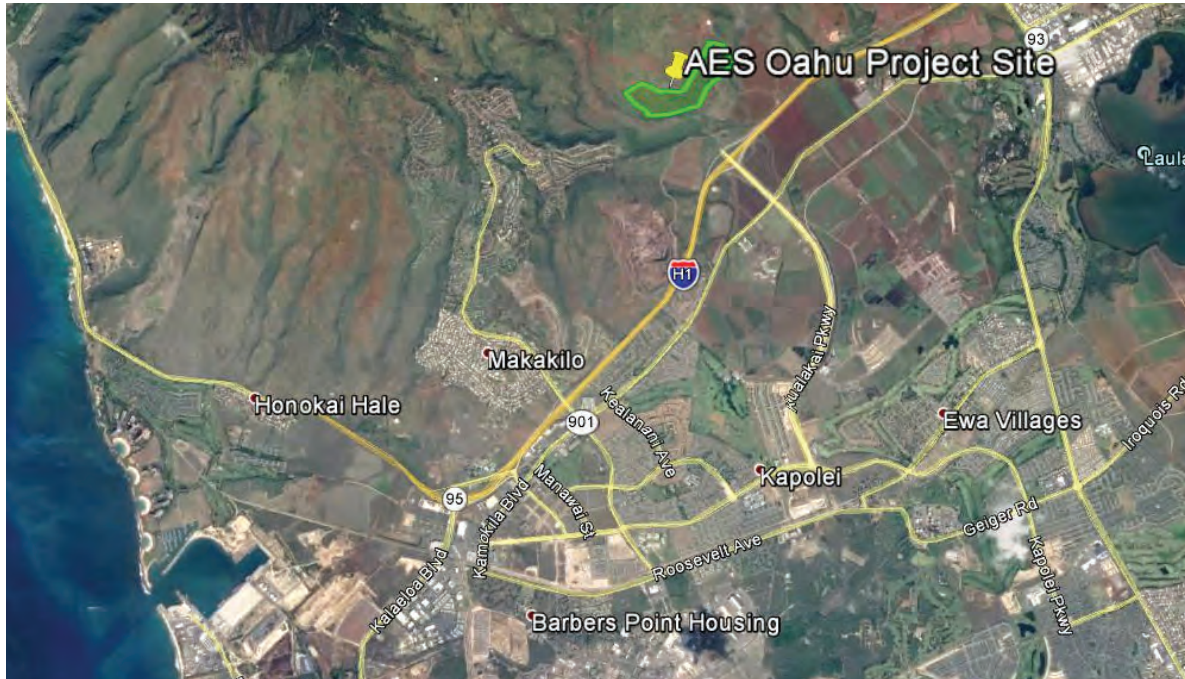 93
AES Oahu Project Site
Laula
H1
Kualakai Pkwy
Makakilo
Honokai Hale
901
Kealanani Ave
Ewa Villages
Iroquois Rd
Kapolei
95
Kamokila Blvd
Manawai St
Geiger Rd
Roosevelt Ave
Kalaeloa Blvd
Kapolei Pkwy
Barbers Point Housing